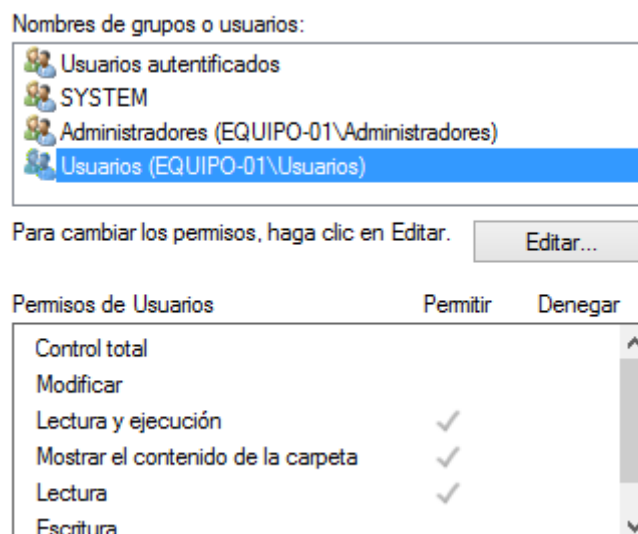 Nombres de grupos o usuarios:
Usuarios autentificados
SYSTEM
Administradores (EQUIPO-01\Administradores)
Usuarios (EQUIPO-01\Usuarios)
Para cambiar los permisos, haga clic en Editar.
Editar...
Permisos de Usuarios Permitir Denegar
Control total
Modificar
Lectura y ejecución
Mostrar el contenido de la carpeta
Lectura
Escritura